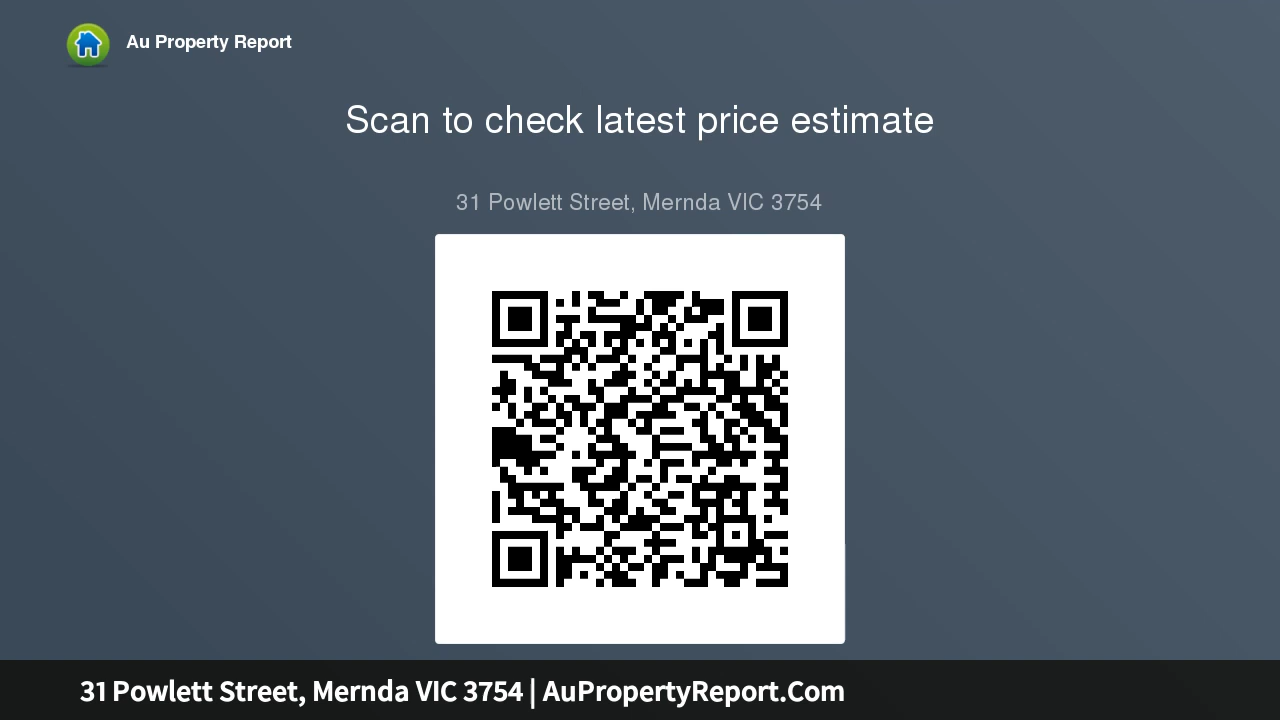 Au Property Report
Scan to check latest price estimate
31 Powlett Street, Mernda VIC 3754
31 Powlett Street, Mernda VIC 3754 | AuPropertyReport.Com